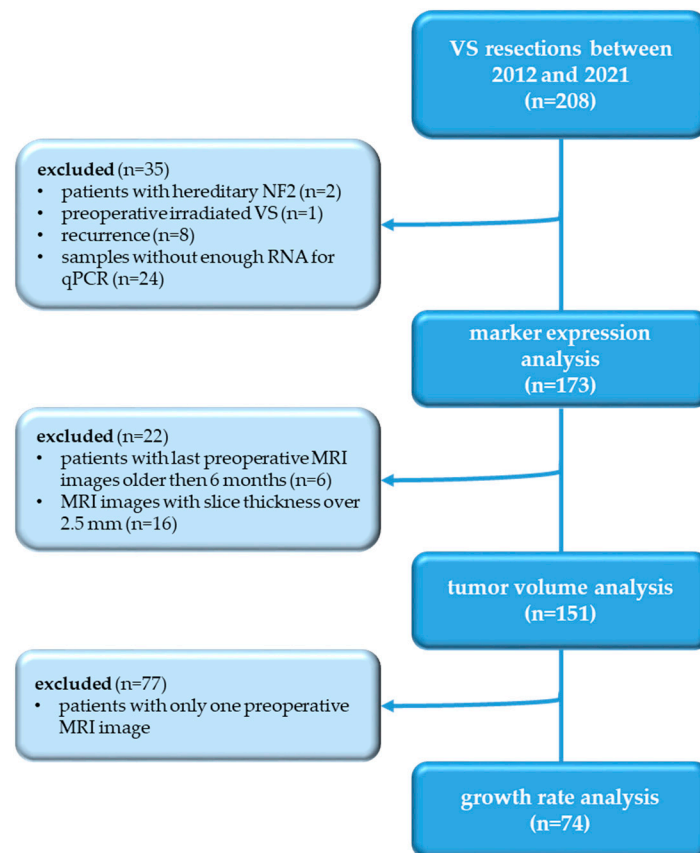 VS resections between
2012 and 2021
(n=208)
excluded (n=35)
• patients with hereditary NF2 (n=2)
• preoperative irradiated VS (n=1)
• recurrence (n=8)
• samples without enough RNA for
qPCR (n=24)
marker expression
analysis
(n=173)
excluded (n=22)
• patients with last preoperative MRI
images older then 6 months (n=6)
• MRI images with slice thickness over
2.5 mm (n=16)
tumor volume analysis
(n=151)
excluded (n=77)
• patients with only one preoperative
MRI image
growth rate analysis
(n=74)